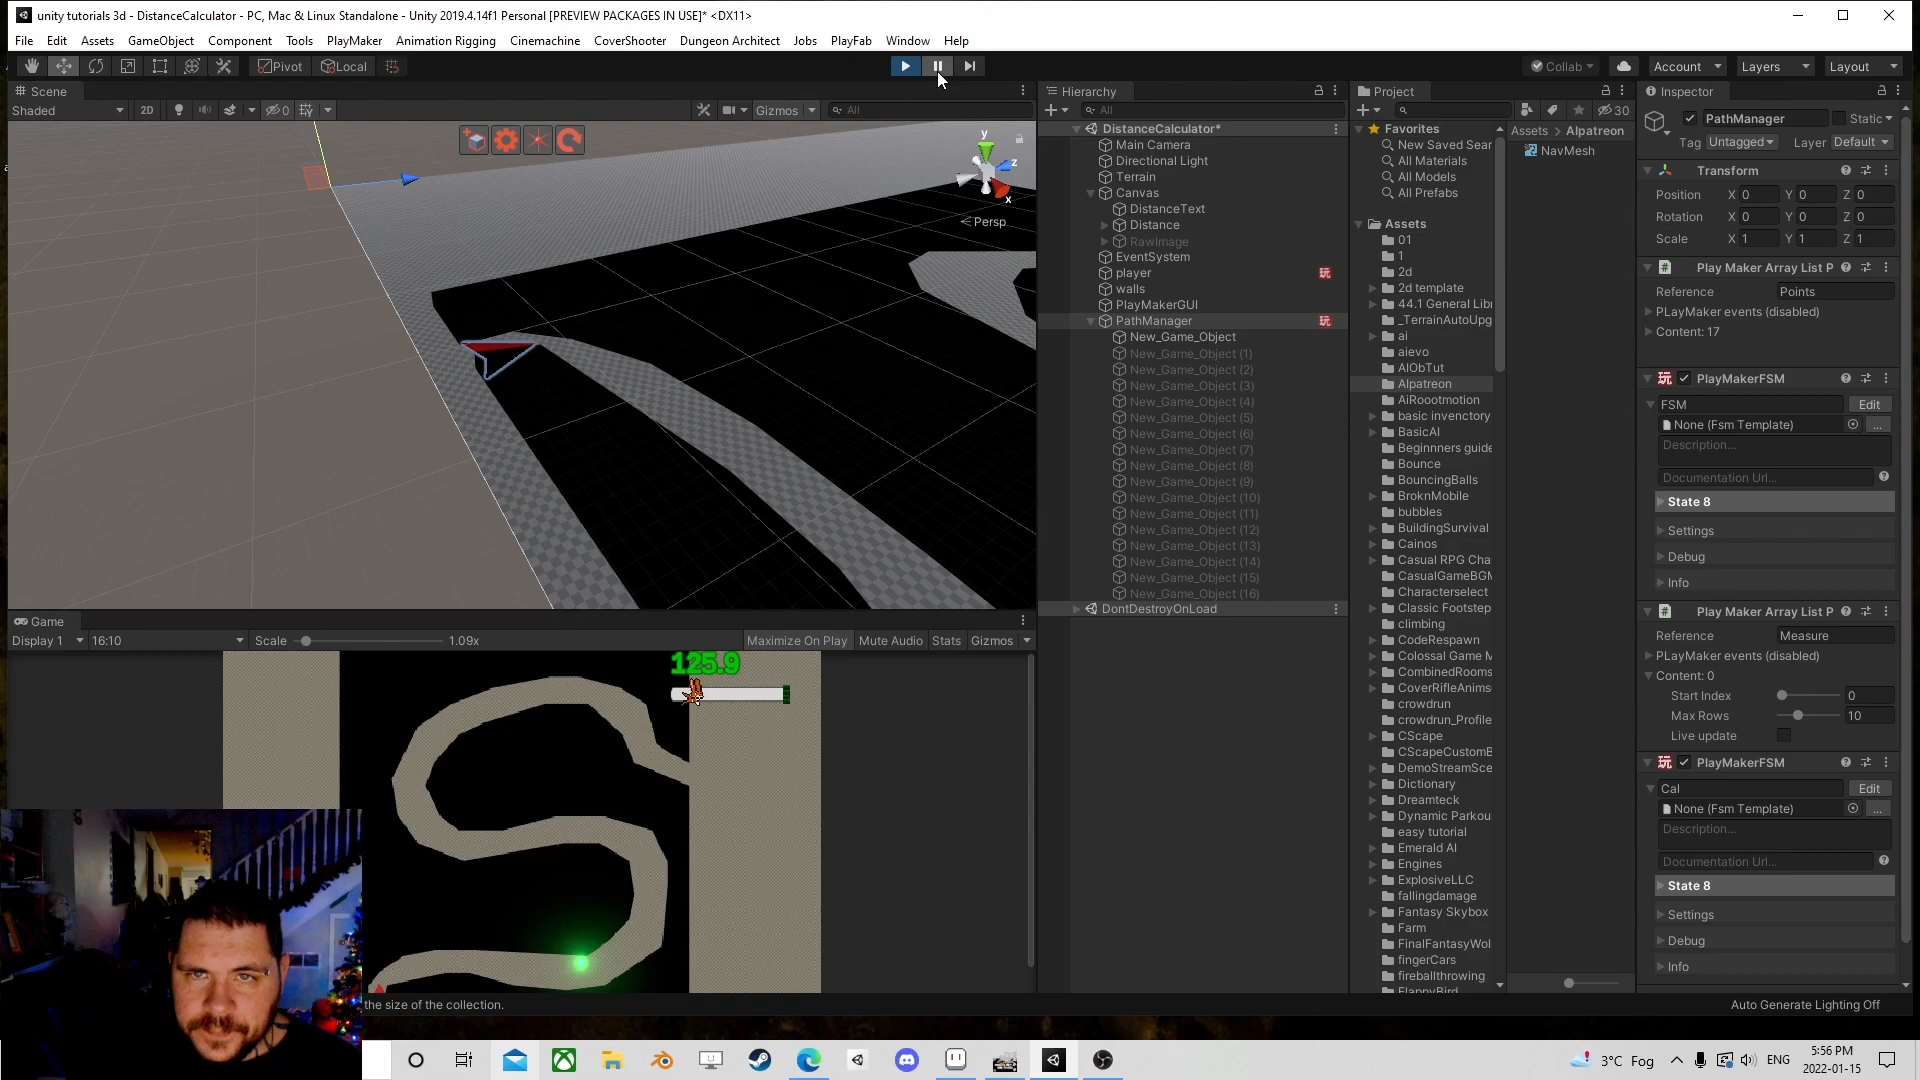 unity tutorials 3d - DistanceCalculator - PC, Mac & Linux Standalone - Unity 2019.4.14f1 Personal [PREVIEW PACKAGES IN USE]* <DX11>
File Edit Assets GameObject Component Tools PlayMaker Animation Rigging Cinemachine CoverShooter Dungeon Architect Jobs PlayFab Window Help
Pivot Local Collab Account Layers Layout
Scene
Shaded 2D 0 Gizmos All
y
z
x
Persp
Hierarchy
All
DistanceCalculator*
Main Camera
Directional Light
Terrain
Canvas
DistanceText
Distance
RawImage
EventSystem
player 玩
walls
PlayMakerGUI
PathManager 玩
New_Game_Object
New_Game_Object (1)
New_Game_Object (2)
New_Game_Object (3)
New_Game_Object (4)
New_Game_Object (5)
New_Game_Object (6)
New_Game_Object (7)
New_Game_Object (8)
New_Game_Object (9)
New_Game_Object (10)
New_Game_Object (11)
New_Game_Object (12)
New_Game_Object (13)
New_Game_Object (14)
New_Game_Object (15)
New_Game_Object (16)
DontDestroyOnLoad
Project
30
Favorites
New Saved Sear
All Materials
All Models
All Prefabs
Assets
01
1
2d
2d template
44.1 General Libr
_TerrainAutoUpg
ai
aievo
AIObTut
AIpatreon
AiRoootmotion
basic invenctory
BasicAI
Beginnners guide
Bounce
BouncingBalls
BroknMobile
bubbles
BuildingSurvival
Cainos
Casual RPG Cha
CasualGameBGM
Characterselect
Classic Footstep
climbing
CodeRespawn
Colossal Game M
CombinedRooms
CoverRifleAnims
crowdrun
crowdrun_Profile
CScape
CScapeCustomB
DemoStreamSce
Dictionary
Dreamteck
Dynamic Parkou
easy tutorial
Emerald AI
Engines
ExplosiveLLC
fallingdamage
Fantasy Skybox
Farm
FinalFantasyWol
fingerCars
fireballthrowing
FlappyBird
Assets > AIpatreon
NavMesh
Inspector
PathManager Static
Tag Untagged Layer Default
Transform
Position X 0 Y 0 Z 0
Rotation X 0 Y 0 Z 0
Scale X 1 Y 1 Z 1
# Play Maker Array List P
Reference Points
PLayMaker events (disabled)
Content: 17
玩 PlayMakerFSM
FSM Edit
None (Fsm Template) ...
Description...
Documentation Url...
State 8
Settings
Debug
Info
# Play Maker Array List P
Reference Measure
PLayMaker events (disabled)
Content: 0
Start Index 0
Max Rows 10
Live update
玩 PlayMakerFSM
Cal Edit
None (Fsm Template) ...
Description...
Documentation Url...
State 8
Settings
Debug
Info
Game
Display 1 16:10 Scale 1.09x Maximize On Play Mute Audio Stats Gizmos
125.9
the size of the collection.
Auto Generate Lighting Off
3°C Fog ENG 5:56 PM
2022-01-15